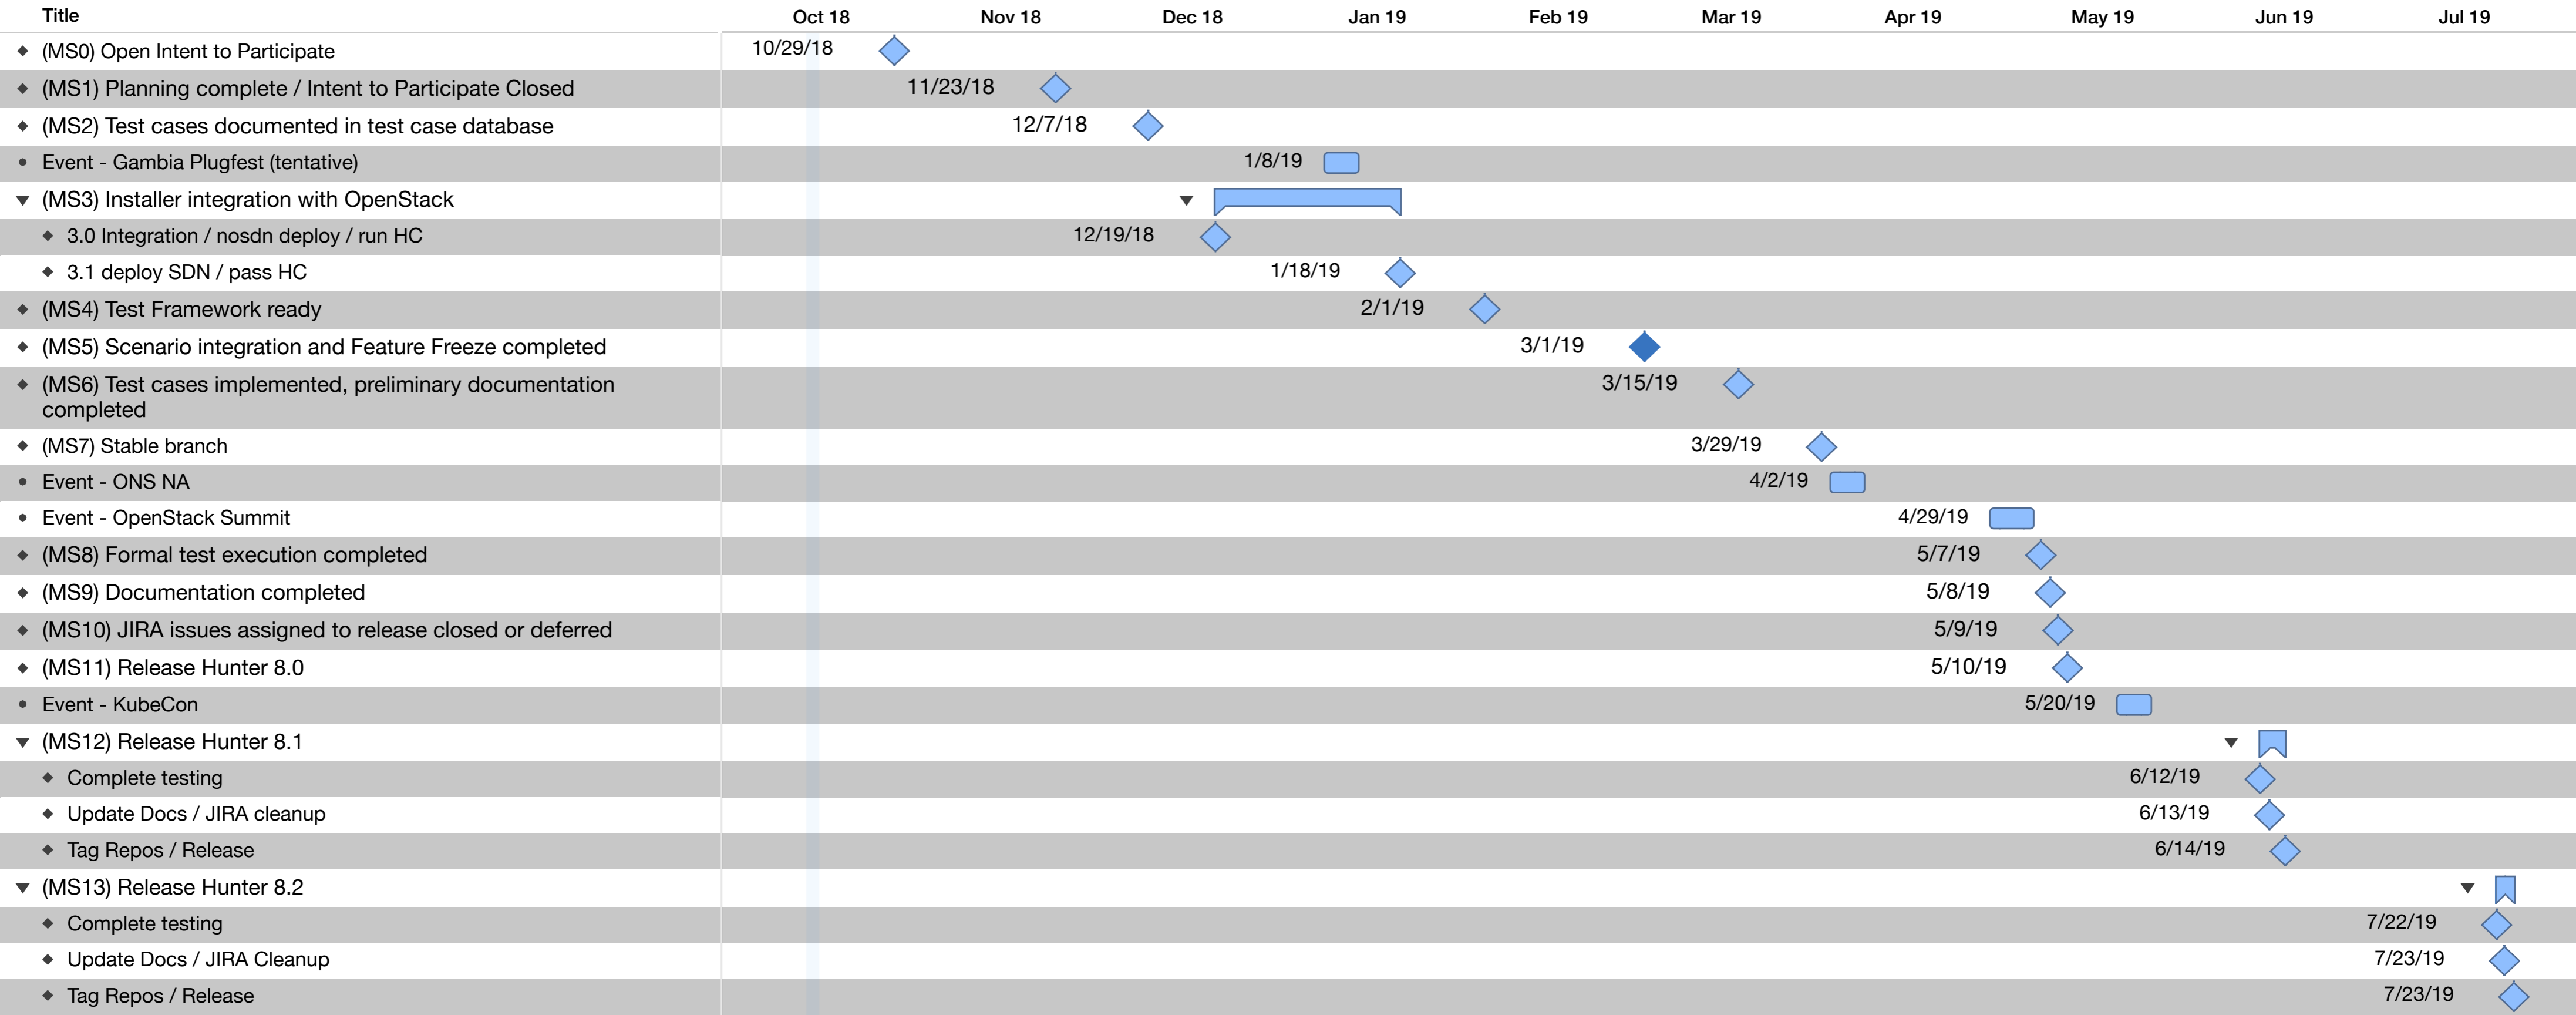 Title Oct 18 Nov 18 Dec 18 Jan 19 Feb 19 Mar 19 Apr 19 May 19 Jun 19 Jul 19
(MS0) Open Intent to Participate 10/29/18
(MS1) Planning complete / Intent to Participate Closed 11/23/18
(MS2) Test cases documented in test case database 12/7/18
Event - Gambia Plugfest (tentative) 1/8/19
(MS3) Installer integration with OpenStack
3.0 Integration / nosdn deploy / run HC 12/19/18
3.1 deploy SDN / pass HC 1/18/19
(MS4) Test Framework ready 2/1/19
(MS5) Scenario integration and Feature Freeze completed 3/1/19
(MS6) Test cases implemented, preliminary documentation 3/15/19
completed
(MS7) Stable branch 3/29/19
Event - ONS NA 4/2/19
Event - OpenStack Summit 4/29/19
(MS8) Formal test execution completed 5/7/19
(MS9) Documentation completed 5/8/19
(MS10) JIRA issues assigned to release closed or deferred 5/9/19
(MS11) Release Hunter 8.0 5/10/19
Event - KubeCon 5/20/19
(MS12) Release Hunter 8.1
Complete testing 6/12/19
Update Docs / JIRA cleanup 6/13/19
Tag Repos / Release 6/14/19
(MS13) Release Hunter 8.2
Complete testing 7/22/19
Update Docs / JIRA Cleanup 7/23/19
Tag Repos / Release 7/23/19